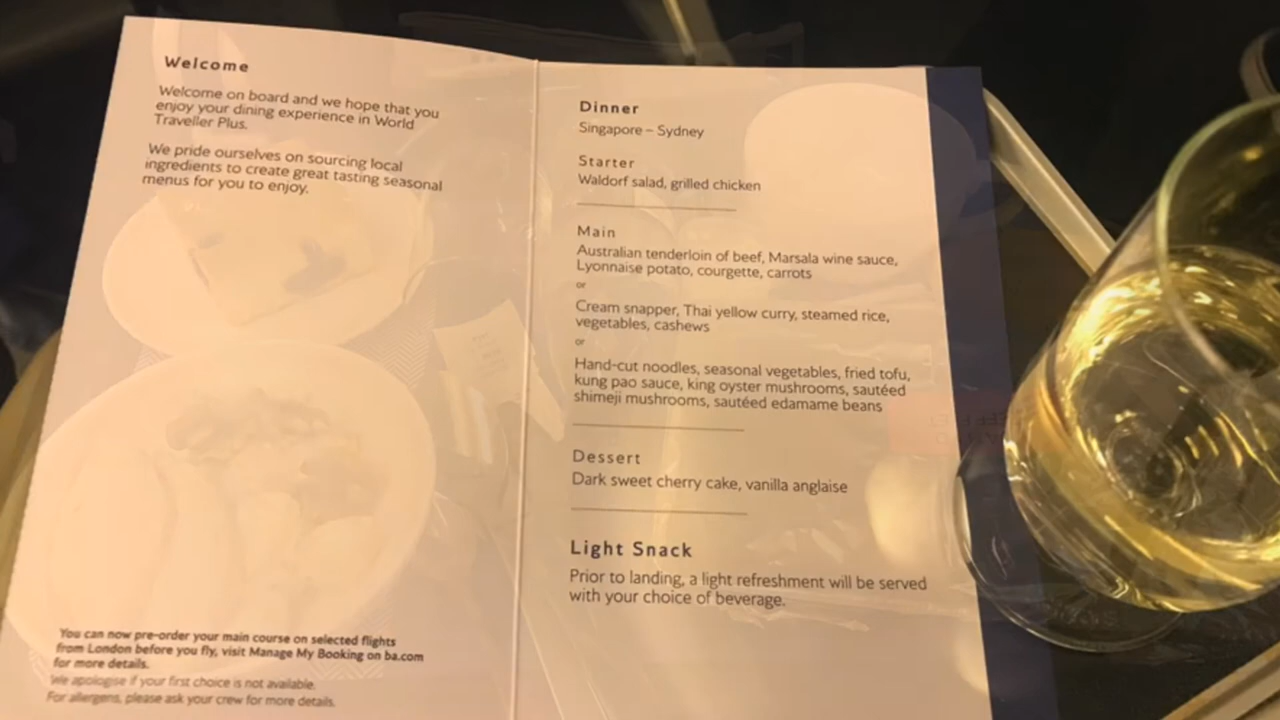 Welcome
Welcome on board and we hope that you
enjoy your dining experience in World
Traveller Plus.
We pride ourselves on sourcing local
ingredients to create great tasting seasonal
menus for you to enjoy.
You can now pre-order your main course on selected flights
from London before you fly, visit Manage My Booking on ba.com
for more details.
We apologise if your first choice is not available.
For allergens, please ask your crew for more details.
Dinner
Singapore – Sydney
Starter
Waldorf salad, grilled chicken
Main
Australian tenderloin of beef, Marsala wine sauce,
Lyonnaise potato, courgette, carrots
or
Cream snapper, Thai yellow curry, steamed rice,
vegetables, cashews
or
Hand-cut noodles, seasonal vegetables, fried tofu,
kung pao sauce, king oyster mushrooms, sautéed
shimeji mushrooms, sautéed edamame beans
Dessert
Dark sweet cherry cake, vanilla anglaise
Light Snack
Prior to landing, a light refreshment will be served
with your choice of beverage.